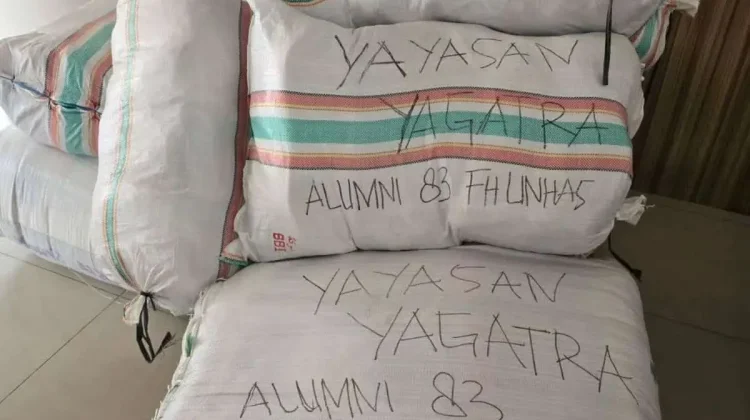 YAYASAN
YAGATRA
ALUMNI 83 FH UNHAS
YAYASAN
YAGATRA
ALUMNI 83